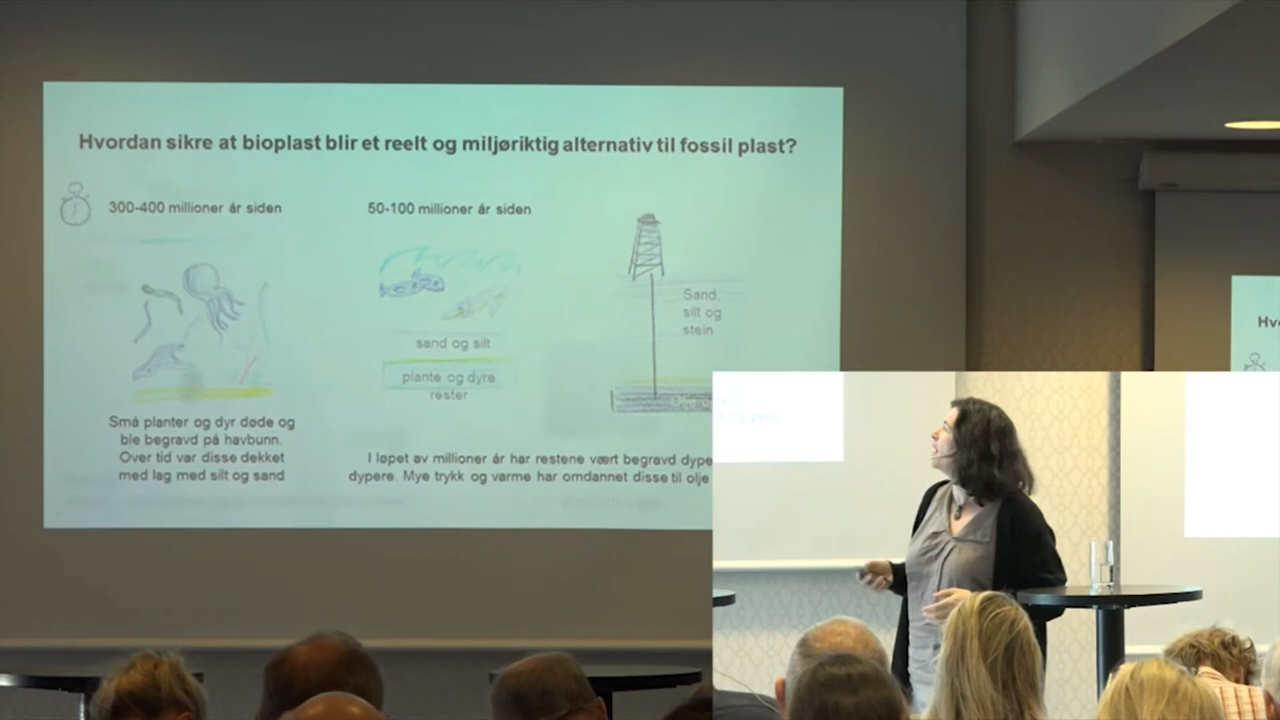 Hvordan sikre at bioplast blir et reelt og miljøriktig alternativ til fossil plast?
300-400 millioner år siden
50-100 millioner år siden
Sand,
silt og
stein
sand og silt
plante og dyre
rester
Olje
Små planter og dyr døde og
ble begravd på havbunn.
Over tid var disse dekket
med lag med silt og sand
I løpet av millioner år har restene vært begravd
dypere. Mye trykk og varme har omdannet disse til olje